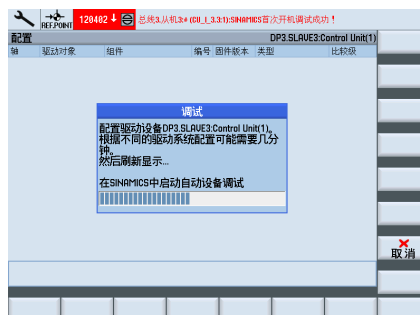 REF.POINT
120402 ↓ 总线3.从机3:* (CU_I_3.3:1):SINAMICS首次开机调试成功！
配置 DP3.SLAVE3:Control Unit(1)
轴 驱动对象 组件 编号 固件版本 类型 比较级
调试
配置驱动设备DP3.SLAVE3:Control Unit(1)。
根据不同的驱动系统配置可能需要几分
钟。
然后刷新显示...
在SINAMICS中启动自动设备调试
取消